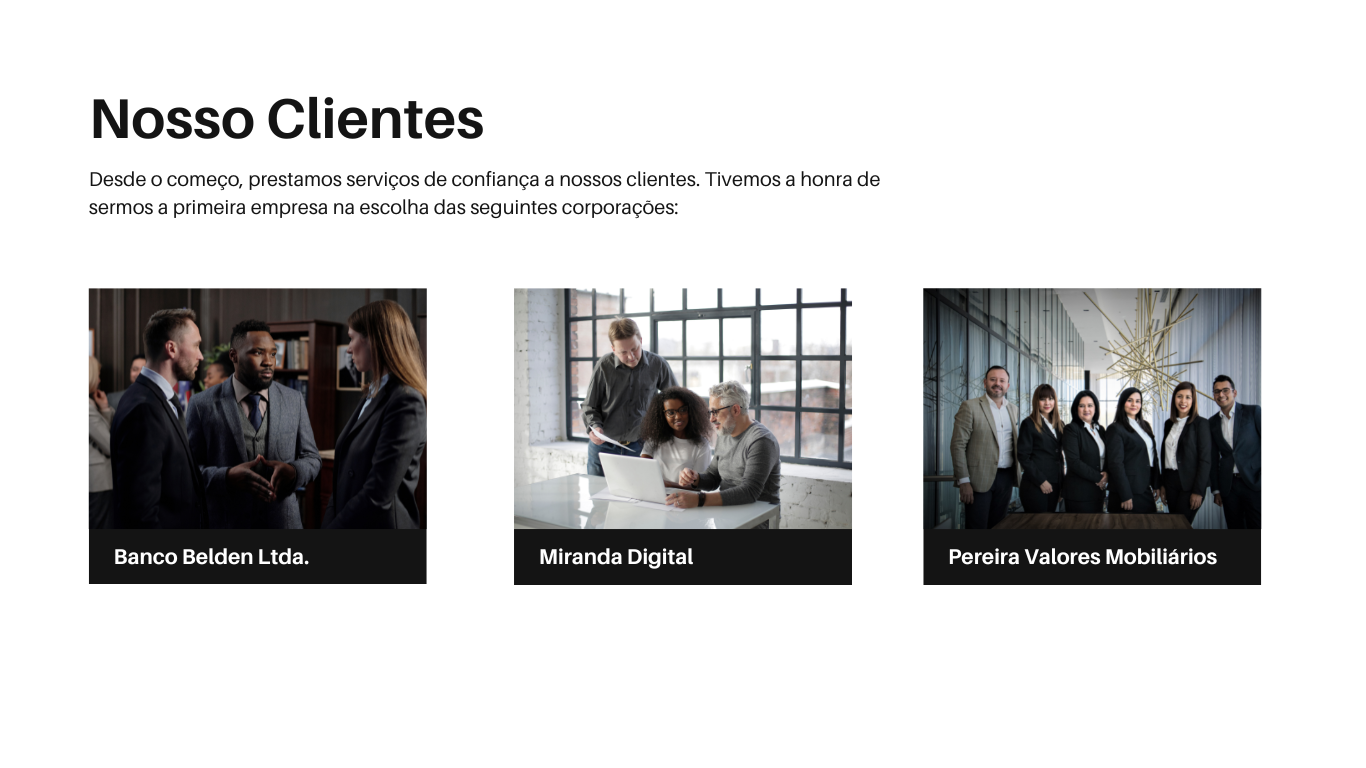 Nosso Clientes
Desde o começo, prestamos serviços de confiança a nossos clientes. Tivemos a honra de
sermos a primeira empresa na escolha das seguintes corporações:
Banco Belden Ltda.
Miranda Digital
Pereira Valores Mobiliários